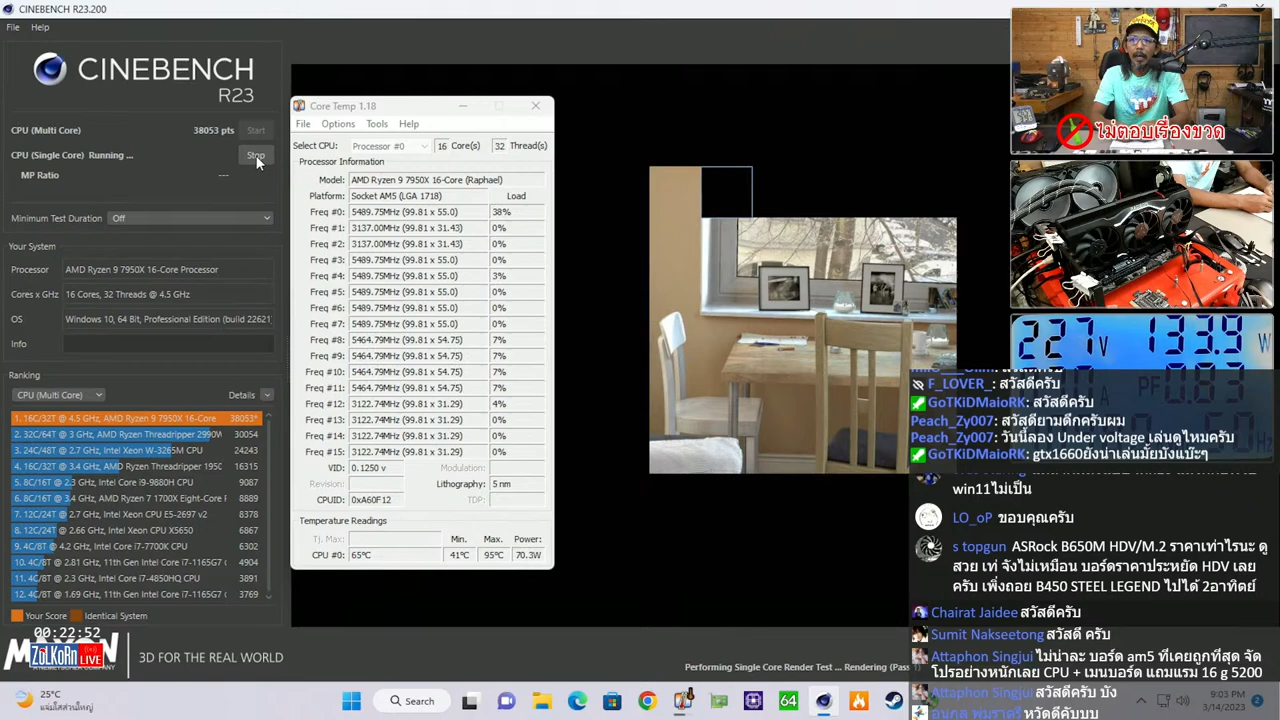 CINEBENCH R23.200
File Help
CINEBENCH
R23
CPU (Multi Core) 38053 pts Start
CPU (Single Core) Running ... Stop
MP Ratio ---
Minimum Test Duration Off
Your System
Processor AMD Ryzen 9 7950X 16-Core Processor
Cores x GHz 16 Cores, 32 Threads @ 4.5 GHz
OS Windows 10, 64 Bit, Professional Edition (build 22621)
Info
Ranking
CPU (Multi Core) Details
1. 16C/32T @ 4.5 GHz, AMD Ryzen 9 7950X 16-Core 38053*
2. 32C/64T @ 3 GHz, AMD Ryzen Threadripper 2990W 30054
3. 24C/48T @ 2.7 GHz, Intel Xeon W-3265M CPU 24243
4. 16C/32T @ 3.4 GHz, AMD Ryzen Threadripper 195C 16315
5. 8C/16T @ 2.3 GHz, Intel Core i9-9880H CPU 9087
6. 8C/16T @ 3.4 GHz, AMD Ryzen 7 1700X Eight-Core F 8889
7. 12C/24T @ 2.7 GHz, Intel Xeon CPU E5-2697 v2 8378
8. 12C/24T @ 2.66 GHz, Intel Xeon CPU X5650 6867
9. 4C/8T @ 4.2 GHz, Intel Core i7-7700K CPU 6302
10. 4C/8T @ 2.81 GHz, 11th Gen Intel Core i7-1165G7 4904
11. 4C/8T @ 2.3 GHz, Intel Core i7-4850HQ CPU 3891
12. 4C/8T @ 1.69 GHz, 11th Gen Intel Core i7-1165G7 3769
Your Score Identical System
00:22:52
MAXON
ZoLKoRn LIVE
3D FOR THE REAL WORLD
Core Temp 1.18
File Options Tools Help
Select CPU: Processor #0 16 Core(s) 32 Thread(s)
Processor Information
Model: AMD Ryzen 9 7950X 16-Core (Raphael)
Platform: Socket AM5 (LGA 1718) Load
Freq #0: 5489.75MHz (99.81 x 55.0) 38%
Freq #1: 3137.00MHz (99.81 x 31.43) 0%
Freq #2: 3137.00MHz (99.81 x 31.43) 0%
Freq #3: 5489.75MHz (99.81 x 55.0) 0%
Freq #4: 5489.75MHz (99.81 x 55.0) 3%
Freq #5: 5489.75MHz (99.81 x 55.0) 0%
Freq #6: 5489.75MHz (99.81 x 55.0) 0%
Freq #7: 5489.75MHz (99.81 x 55.0) 0%
Freq #8: 5464.79MHz (99.81 x 54.75) 7%
Freq #9: 5464.79MHz (99.81 x 54.75) 7%
Freq #10: 5464.79MHz (99.81 x 54.75) 7%
Freq #11: 5464.79MHz (99.81 x 54.75) 7%
Freq #12: 3122.74MHz (99.81 x 31.29) 4%
Freq #13: 3122.74MHz (99.81 x 31.29) 0%
Freq #14: 3122.74MHz (99.81 x 31.29) 0%
Freq #15: 3122.74MHz (99.81 x 31.29) 0%
VID: 0.1250 v Modulation:
Revision: Lithography: 5 nm
CPUID: 0xA60F12 TDP:
Temperature Readings
Tj. Max: Min. Max. Power:
CPU #0: 65°C 41°C 95°C 70.3W
Performing Single Core Render Test ... Rendering (Pass
ไม่ตอบเรื่องขวด
227 V 133.9
PF 0.83
F_LOVER_: สวัสดีครับ
GoTKiDMaioRK: สวัสดีครับ
Peach_Zy007: สวัสดียามดึกครับผม
Peach_Zy007: วันนี้ลอง Under voltage เล่นดูไหมครับ
GoTKiDMaioRK: gtx1660ยังน่าเล่นมั้ยบังแบ๊ะๆ
win11ไม่เป็น
LO_oP ขอบคุณครับ
s topgun ASRock B650M HDV/M.2 ราคาเท่าไรนะ ดู
สวย เท่ จังไม่เหมือน บอร์ดราคาประหยัด HDV เลย
ครับ เพิ่งถอย B450 STEEL LEGEND ไปได้ 2อาทิตย์
Chairat Jaidee สวัสดีครับ
Sumit Nakseetong สวัสดี ครับ
Attaphon Singjui ไม่น่าละ บอร์ด am5 ที่เคยถูกที่สุด จัด
โปรอย่างหนักเลย CPU + เมนบอร์ด แถมแรม 16 g 5200
Attaphon Singjui สวัสดีครับ บัง
หวัดดีคับบบ
25°C
แจ่มใสส่วนใหญ่
Search
64
9:03 PM
3/14/2023
2